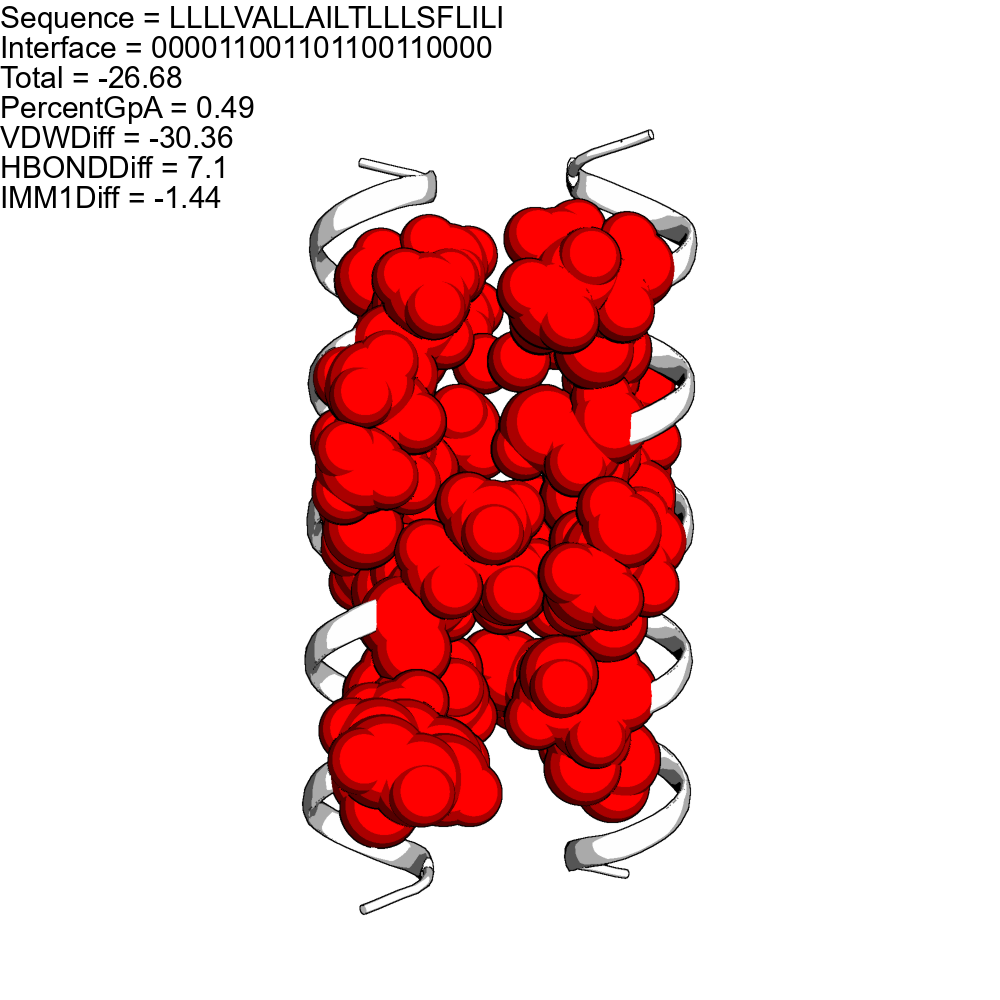 Sequence = LLLLVALLAILTLLLSFLILI
Interface = 000011001101100110000
Total = -26.68
PercentGpA = 0.49
VDWDiff = -30.36
HBONDDiff = 7.1
IMM1Diff = -1.44